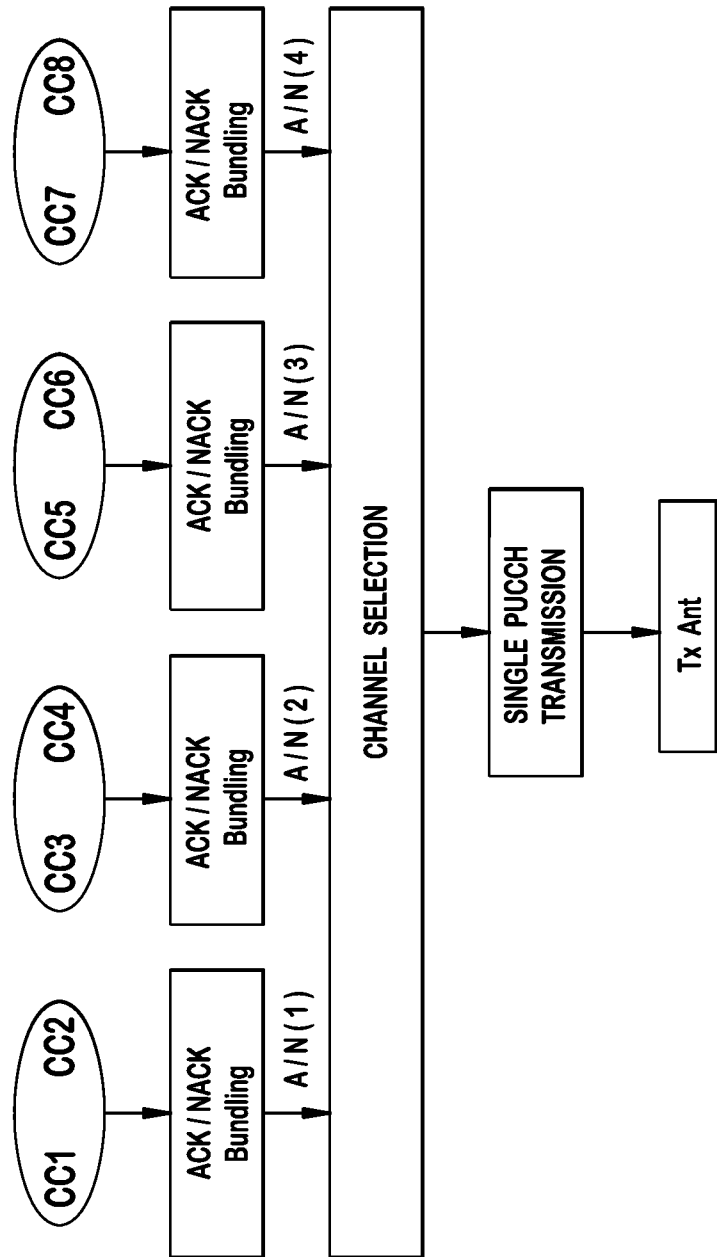 CC1 CC2
CC3 CC4
CC5 CC6
CC7 CC8
ACK/NACK
Bundling
ACK/NACK
Bundling
ACK/NACK
Bundling
ACK/NACK
Bundling
A/N(1)
A/N(2)
A/N(3)
A/N(4)
CHANNEL SELECTION
SINGLE PUCCH
TRANSMISSION
Tx Ant